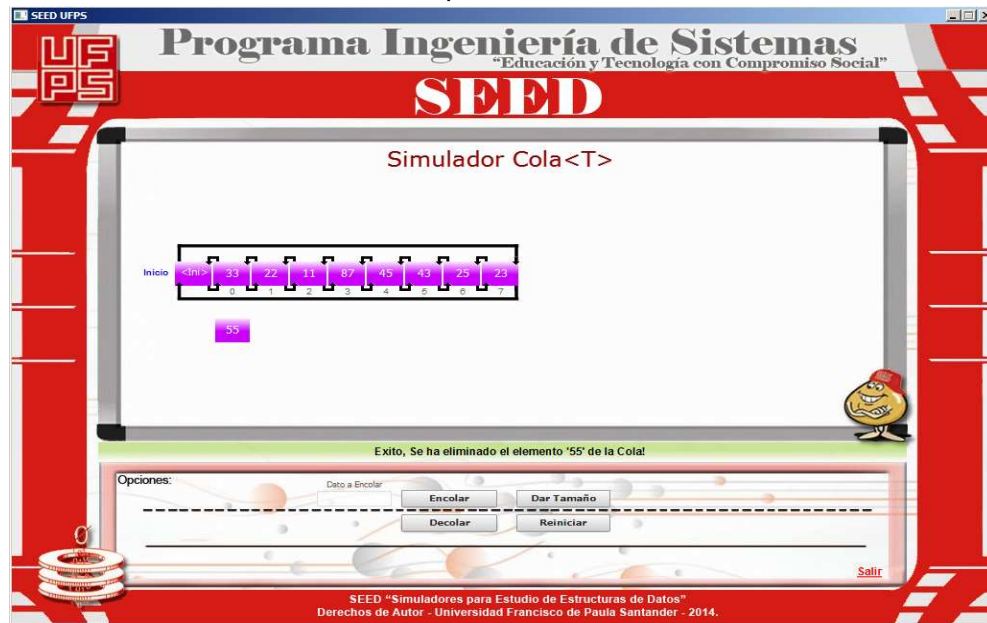 SEED UFPS
UFPS
Programa Ingeniería de Sistemas
“Educación y Tecnología con Compromiso Social”
SEED
Simulador Cola<T>
Inicio <Ini> 33 22 11 87 45 43 25 23
0 1 2 3 4 5 6 7
55
Exito, Se ha eliminado el elemento '55' de la Cola!
Opciones:
Dato a Encolar
Encolar Dar Tamaño
Decolar Reiniciar
Salir
SEED “Simuladores para Estudio de Estructuras de Datos”
Derechos de Autor - Universidad Francisco de Paula Santander - 2014.